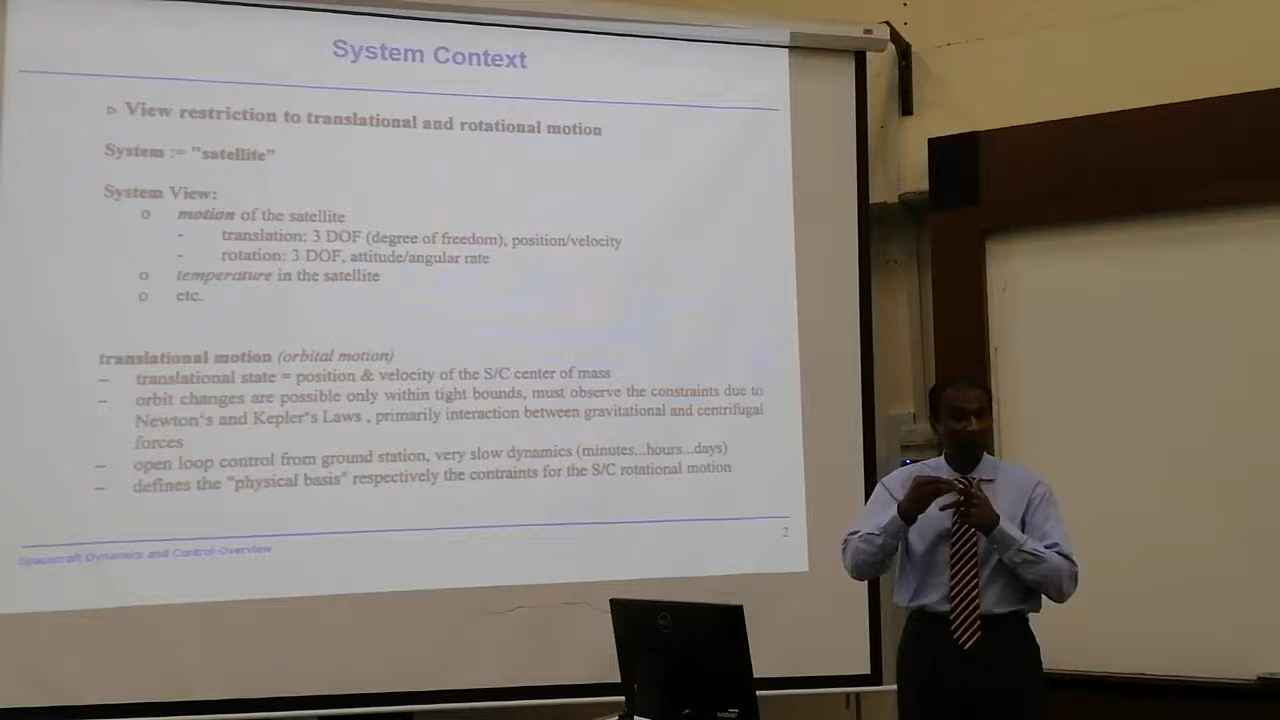 System Context
▹ View restriction to translational and rotational motion
System := "satellite"
System View:
o motion of the satellite
- translation: 3 DOF (degree of freedom), position/velocity
- rotation: 3 DOF, attitude/angular rate
o temperature in the satellite
o etc.
translational motion (orbital motion)
– translational state = position & velocity of the S/C center of mass
– orbit changes are possible only within tight bounds, must observe the constraints due to
Newton's and Kepler's Laws , primarily interaction between gravitational and centrifugal
forces
– open loop control from ground station, very slow dynamics (minutes...hours...days)
– defines the "physical basis" respectively the contraints for the S/C rotational motion
Spacecraft Dynamics and Control-Overview
2
DELL